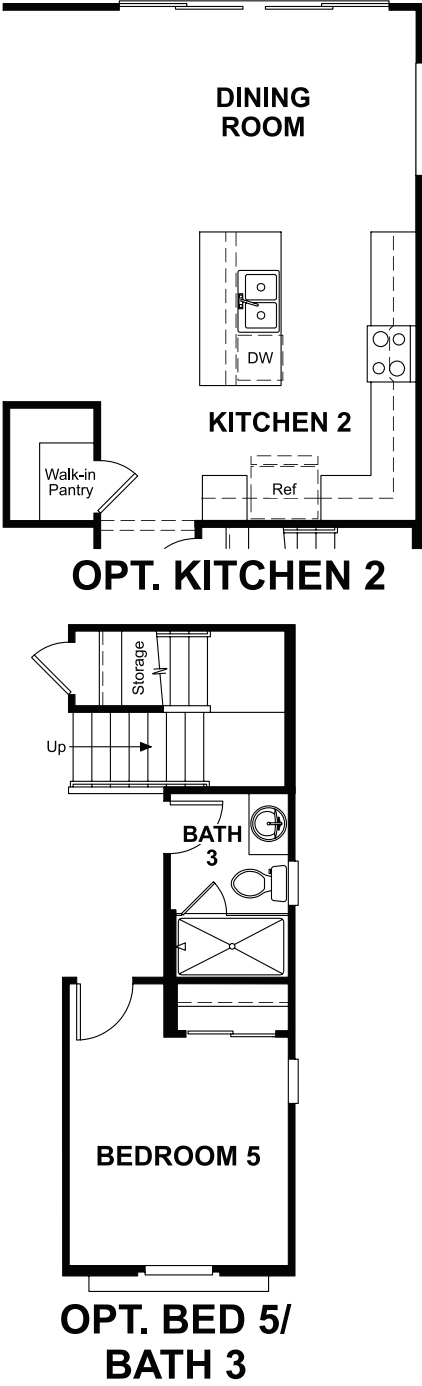 DINING
ROOM
DW
KITCHEN 2
Walk-in
Pantry
Ref
OPT. KITCHEN 2
Storage
Up
BATH
3
BEDROOM 5
OPT. BED 5/
BATH 3